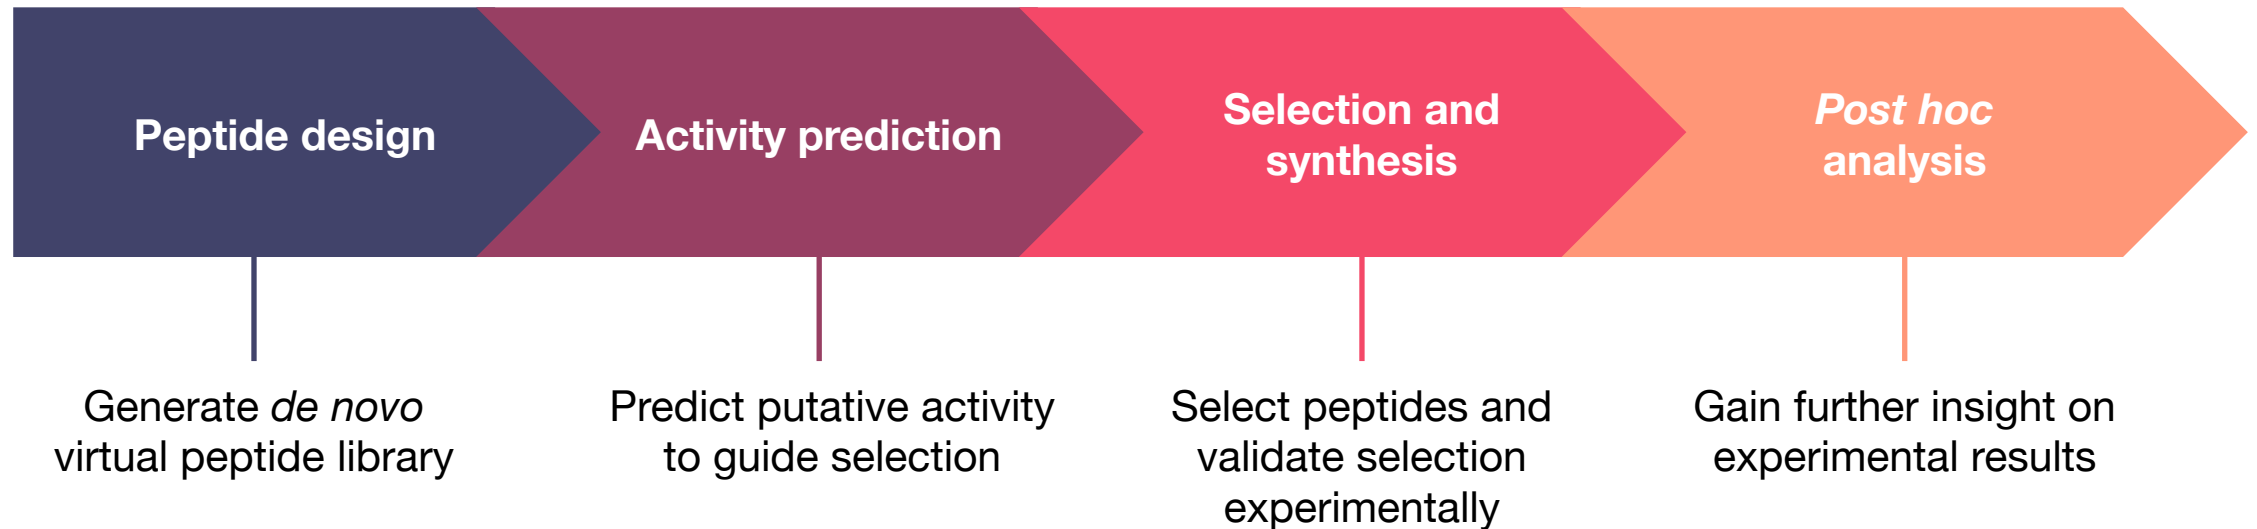 Peptide design
Activity prediction
Selection and
synthesis
Post hoc
analysis
Generate de novo
virtual peptide library
Predict putative activity
to guide selection
Select peptides and
validate selection
experimentally
Gain further insight on
experimental results